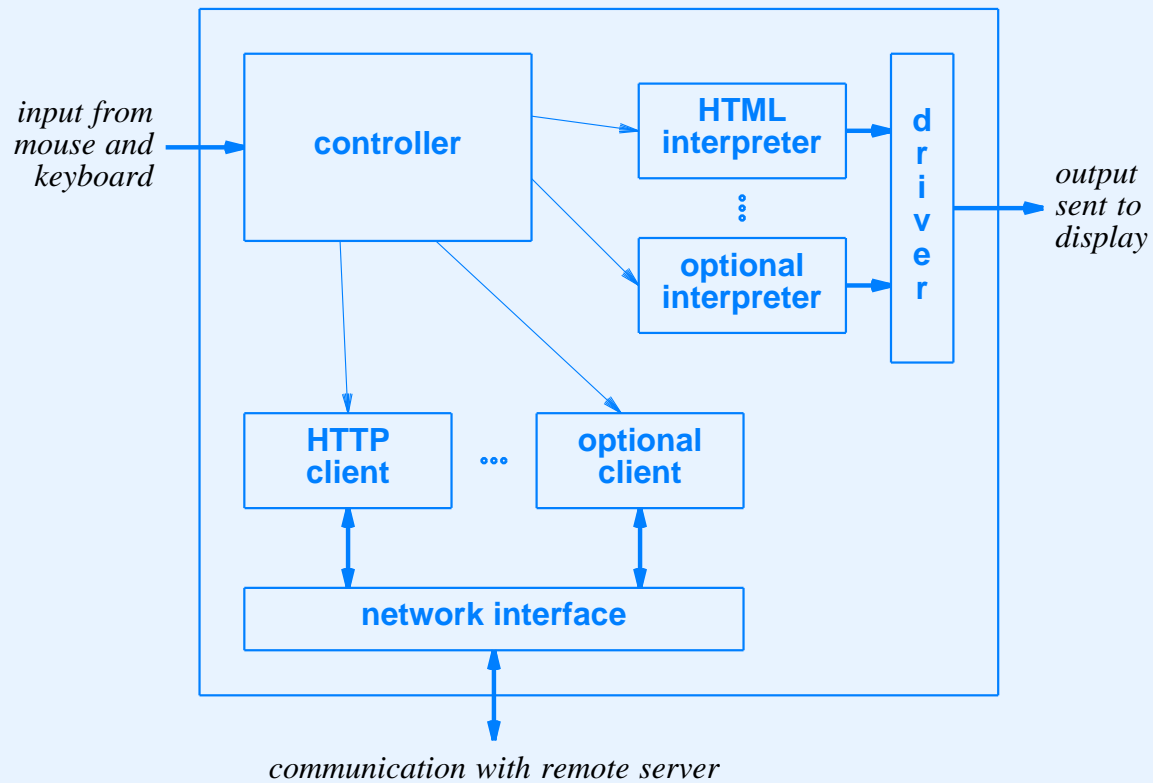 input from
mouse and
keyboard
controller
HTML
interpreter
optional
interpreter
driver
output
sent to
display
HTTP
client
optional
client
network interface
communication with remote server